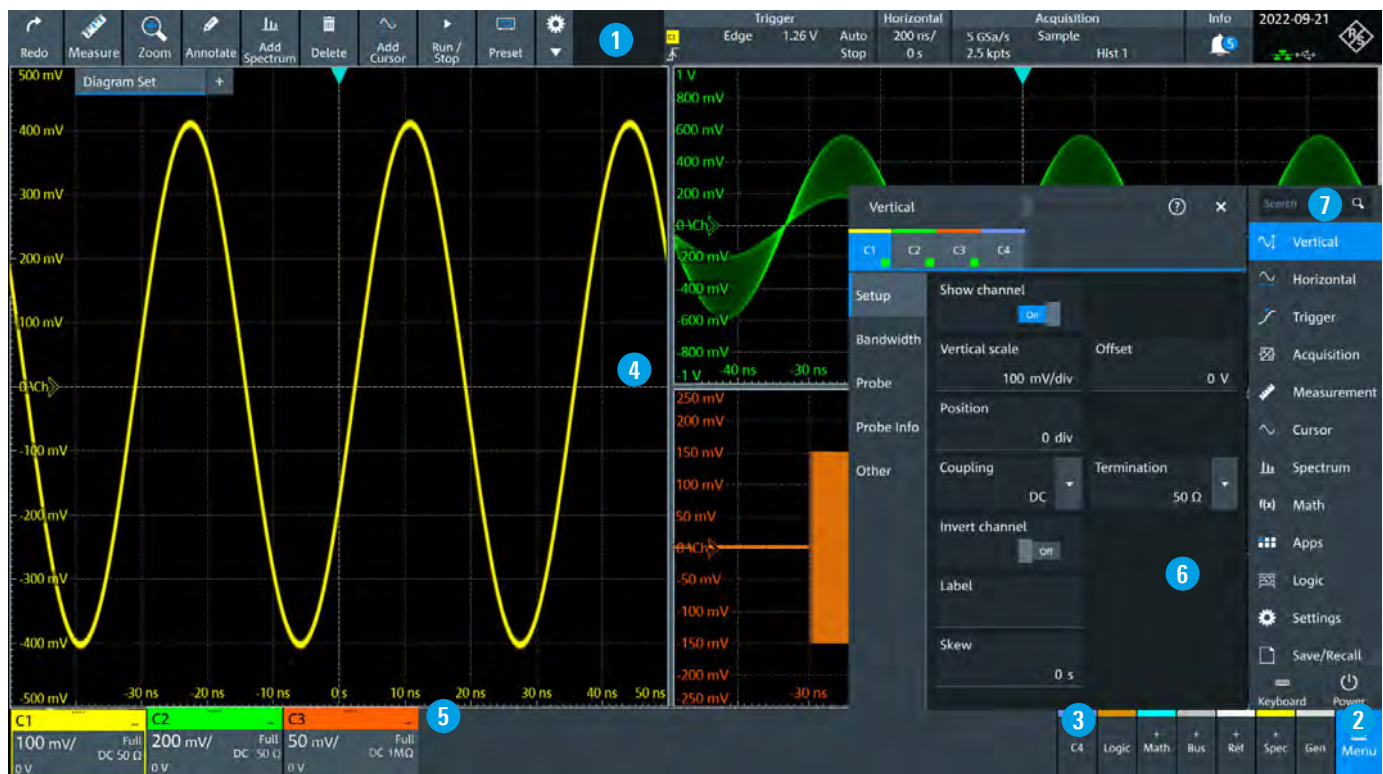 Redo
Measure
Zoom
Annotate
Add Spectrum
Delete
Add Cursor
Run / Stop
Preset
1
Trigger
C1
Edge
1.26 V
Auto
Stop
Horizontal
200 ns/
0 s
Acquisition
5 GSa/s
Sample
2.5 kpts
Hist 1
Info
5
2022-09-21
R&S
Diagram Set
+
500 mV
400 mV
300 mV
200 mV
100 mV
0 V
Ch
-100 mV
-200 mV
-300 mV
-400 mV
-500 mV
-30 ns
-20 ns
-10 ns
0 s
10 ns
20 ns
30 ns
40 ns
50 ns
4
1 V
800 mV
600 mV
400 mV
200 mV
0 V
Ch
-200 mV
-400 mV
-600 mV
-800 mV
-1 V
-40 ns
-30 ns
250 mV
200 mV
150 mV
100 mV
50 mV
0 V
Ch
-50 mV
-100 mV
-150 mV
-200 mV
-250 mV
-30 ns
Vertical
?
×
C1
C2
C3
C4
Setup
Bandwidth
Probe
Probe Info
Other
Show channel
On
Vertical scale
100 mV/div
Offset
0 V
Position
0 div
Coupling
DC
Termination
50 Ω
Invert channel
Off
Label
Skew
0 s
6
Search
7
Vertical
Horizontal
Trigger
Acquisition
Measurement
Cursor
Spectrum
f(x) Math
Apps
Logic
Settings
Save/Recall
Keyboard
Power
C1
100 mV/
Full
DC 50 Ω
0 V
C2
200 mV/
Full
DC 50 Ω
0 V
C3
50 mV/
Full
DC 1MΩ
0 V
5
3
C4
Logic
+
Math
+
Bus
+
Ref
+
Spec
Gen
2
Menu